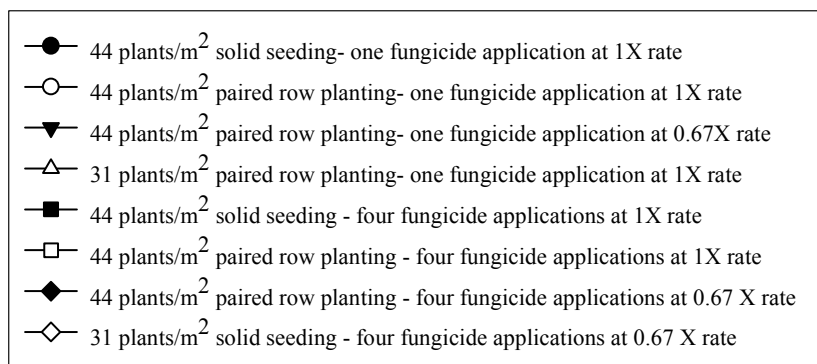 44 plants/m² solid seeding- one fungicide application at 1X rate
44 plants/m² paired row planting- one fungicide application at 1X rate
44 plants/m² paired row planting- one fungicide application at 0.67X rate
31 plants/m² paired row planting- one fungicide application at 1X rate
44 plants/m² solid seeding - four fungicide applications at 1X rate
44 plants/m² paired row planting - four fungicide applications at 1X rate
44 plants/m² paired row planting - four fungicide applications at 0.67 X rate
31 plants/m² solid seeding - four fungicide applications at 0.67 X rate